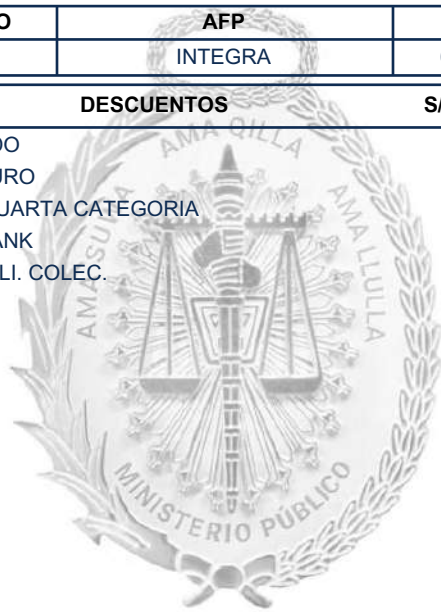 O AFP
INTEGRA
DESCUENTOS S/
DO
URO
UARTA CATEGORIA
ANK
LI. COLEC.
AMA SUA AMA QILLA AMA LLULLA
MINISTERIO PÚBLICO